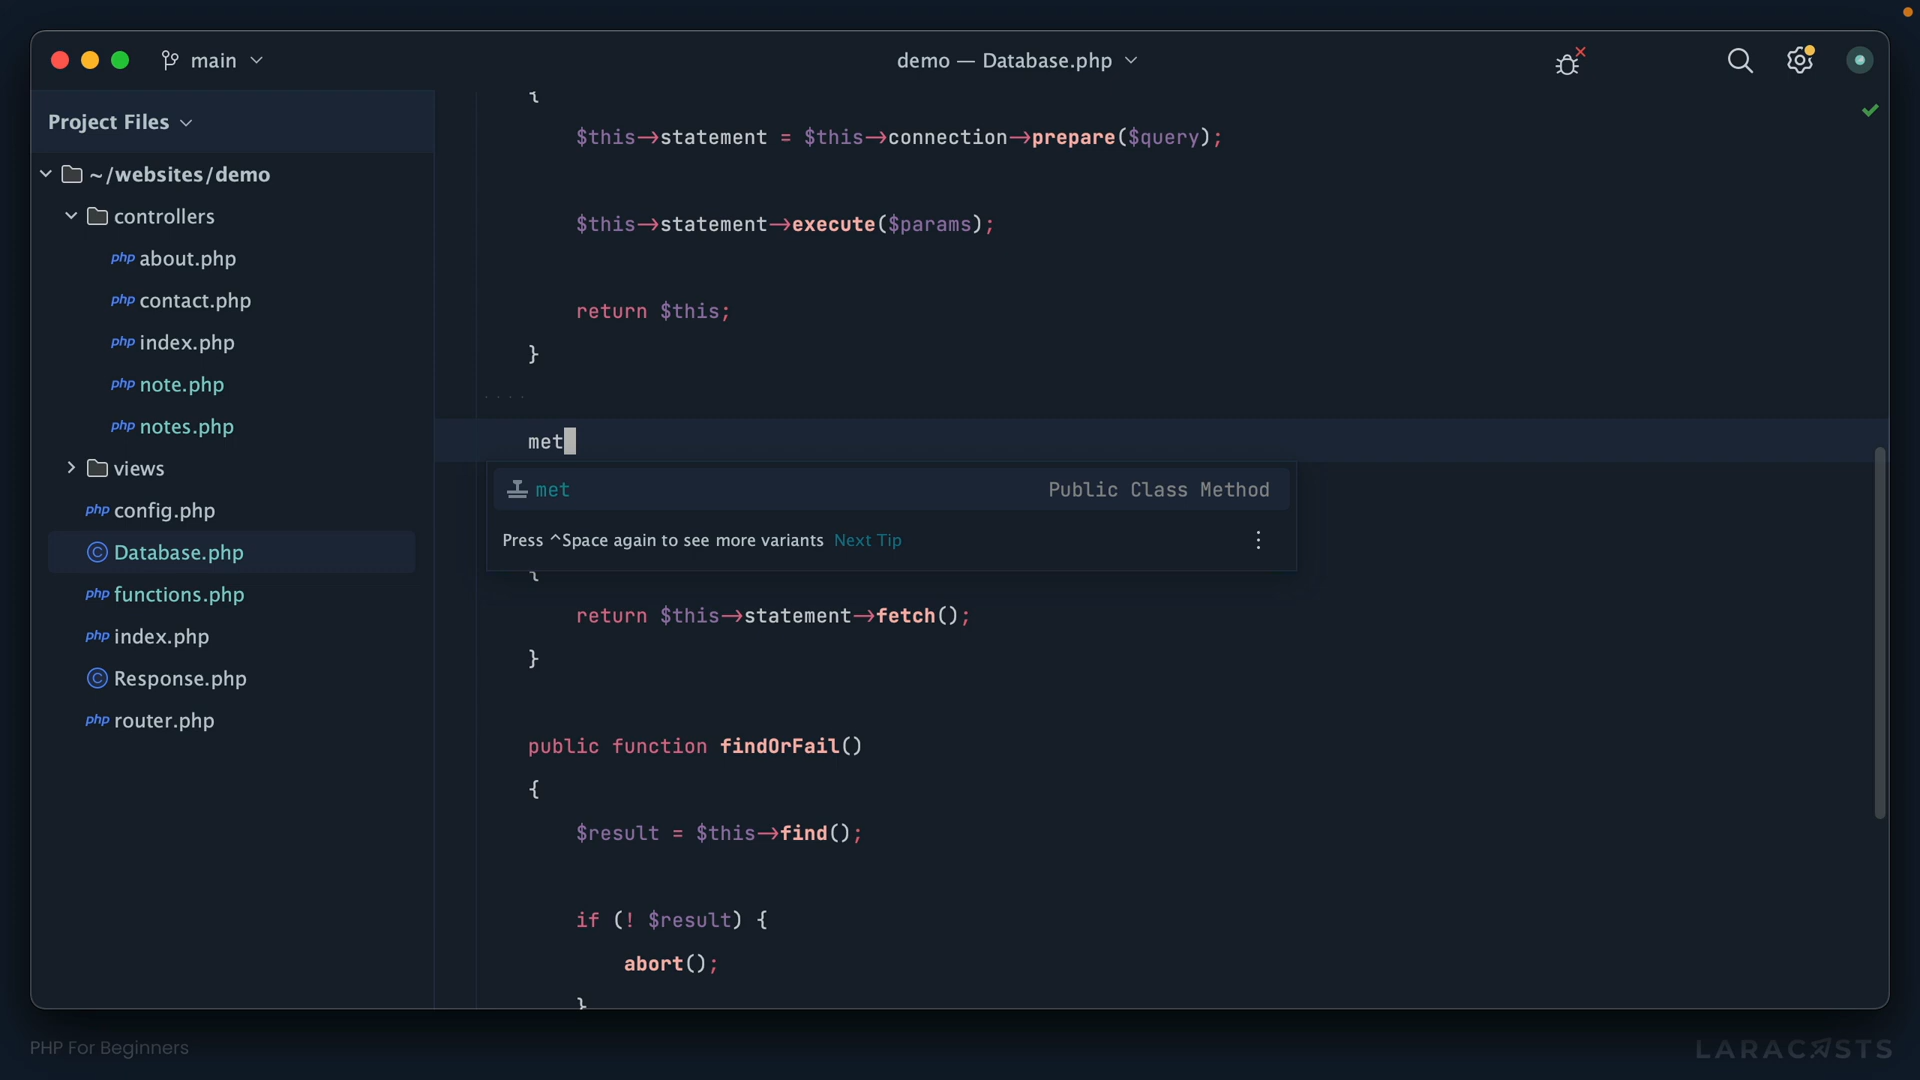 main
demo — Database.php
Project Files
~/websites/demo
controllers
php about.php
php contact.php
php index.php
php note.php
php notes.php
views
php config.php
C Database.php
php functions.php
php index.php
C Response.php
php router.php
{
$this->statement = $this->connection->prepare($query);
$this->statement->execute($params);
return $this;
}
met
met Public Class Method
Press ^Space again to see more variants Next Tip
{
return $this->statement->fetch();
}
public function findOrFail()
{
$result = $this->find();
if (! $result) {
abort();
}
PHP For Beginners
LARACASTS